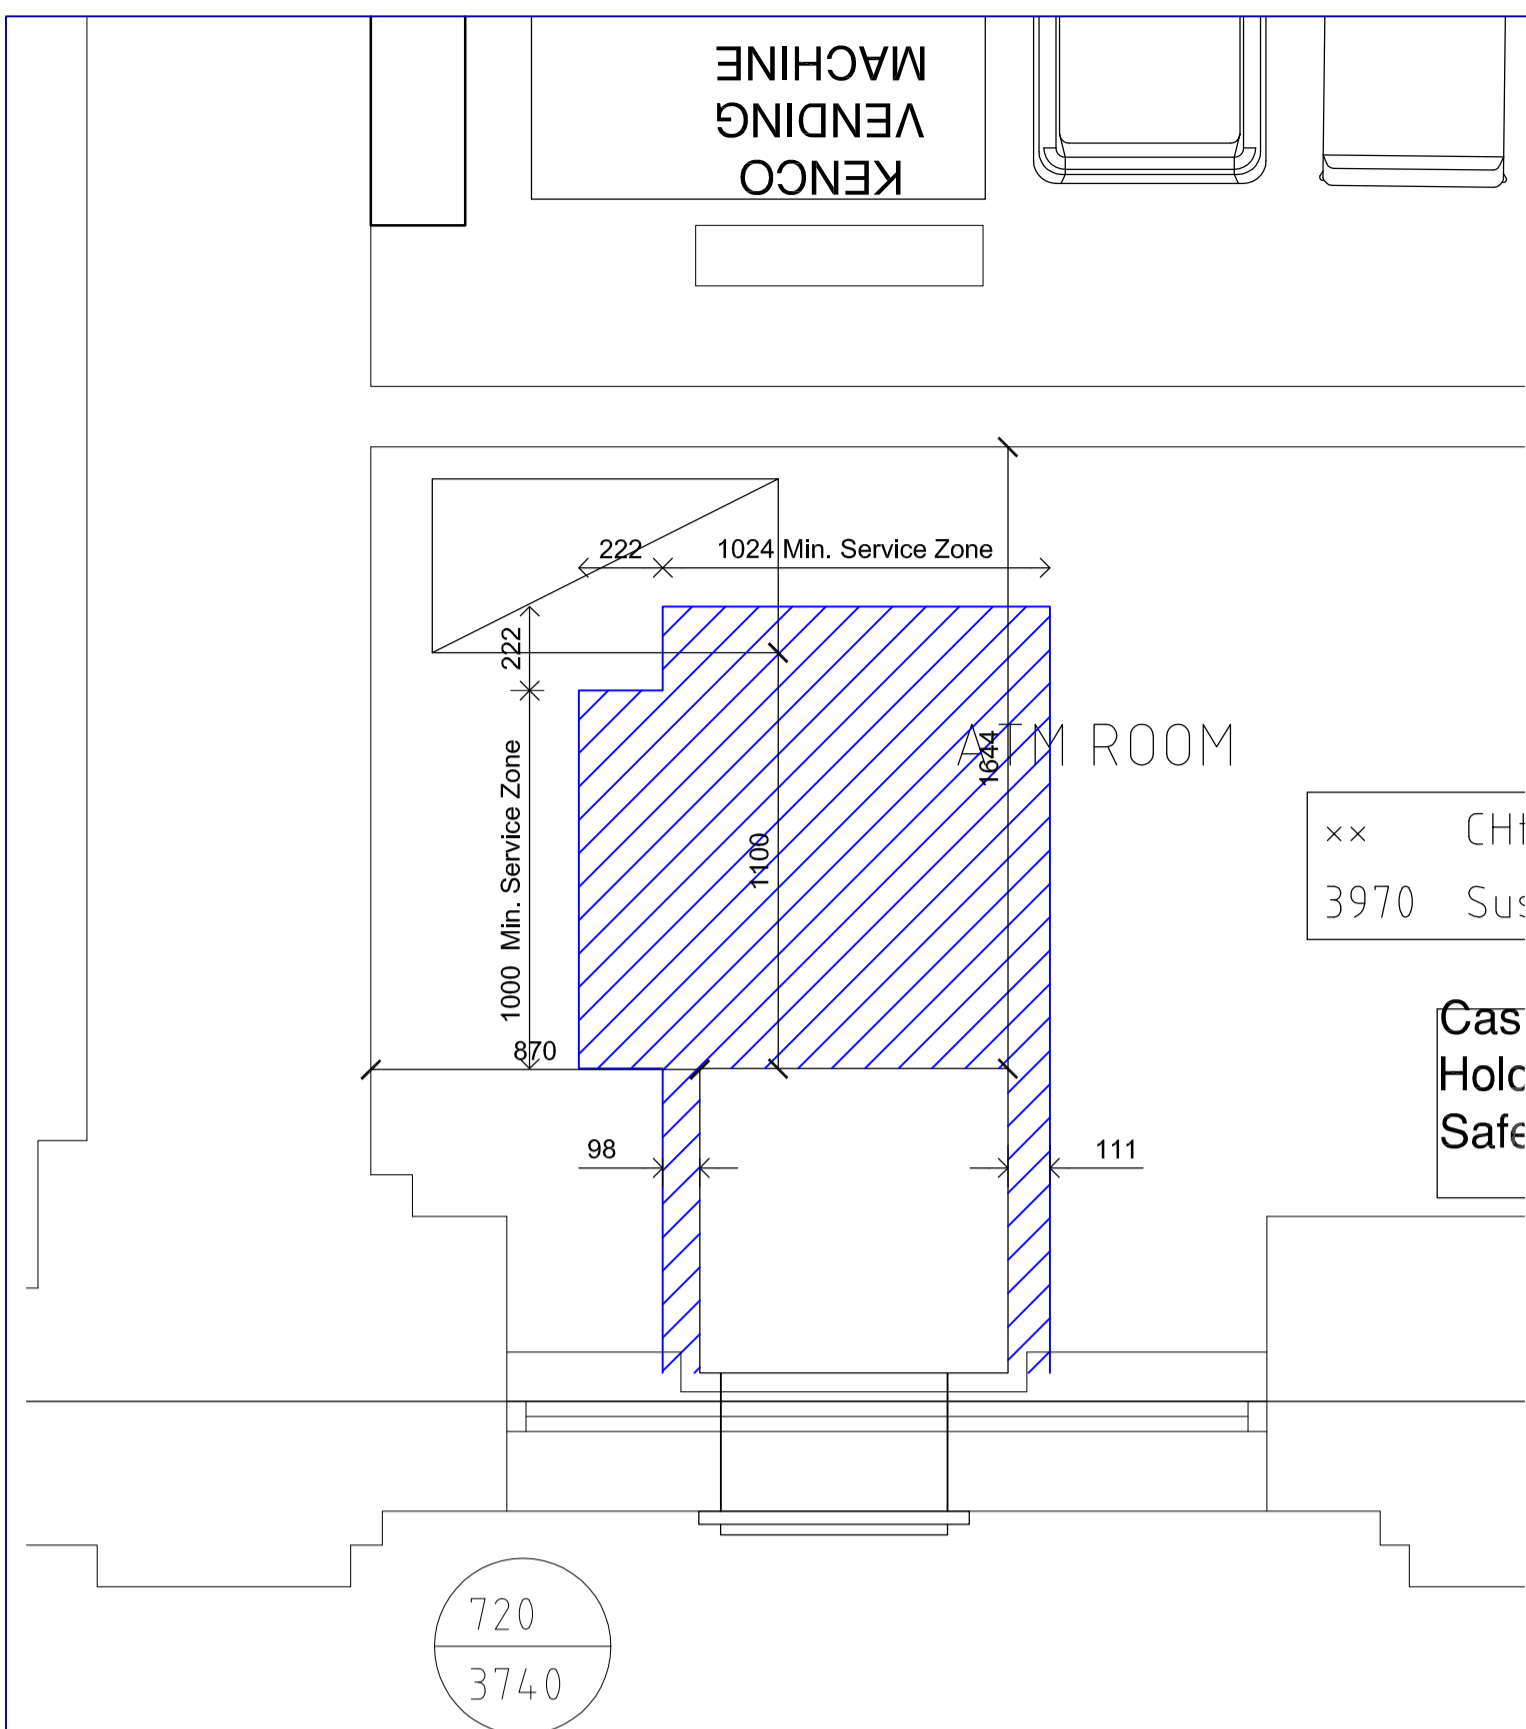 KENCO
VENDING
MACHINE
222
1024 Min. Service Zone
222
1000 Min. Service Zone
1644
ATM ROOM
1100
xx
3970
870
98
111
720
3740